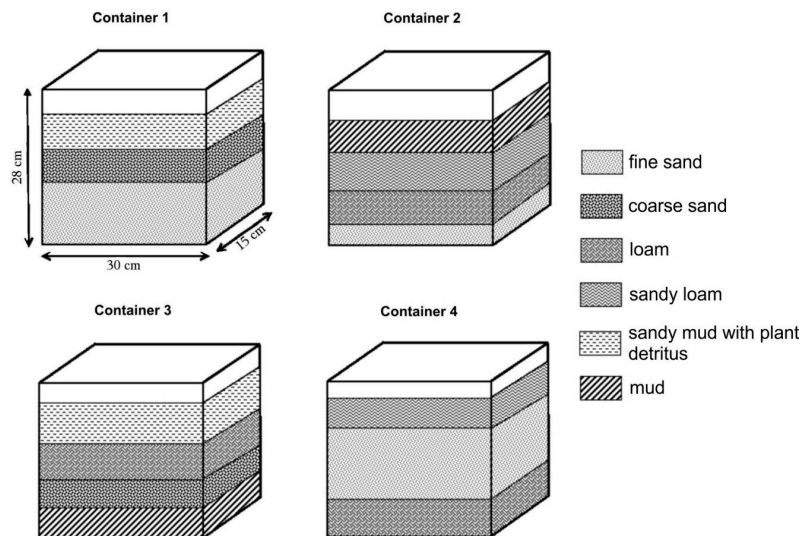 Container 1
Container 2
28 cm
30 cm
15 cm
fine sand
coarse sand
loam
sandy loam
sandy mud with plant
detritus
mud
Container 3
Container 4